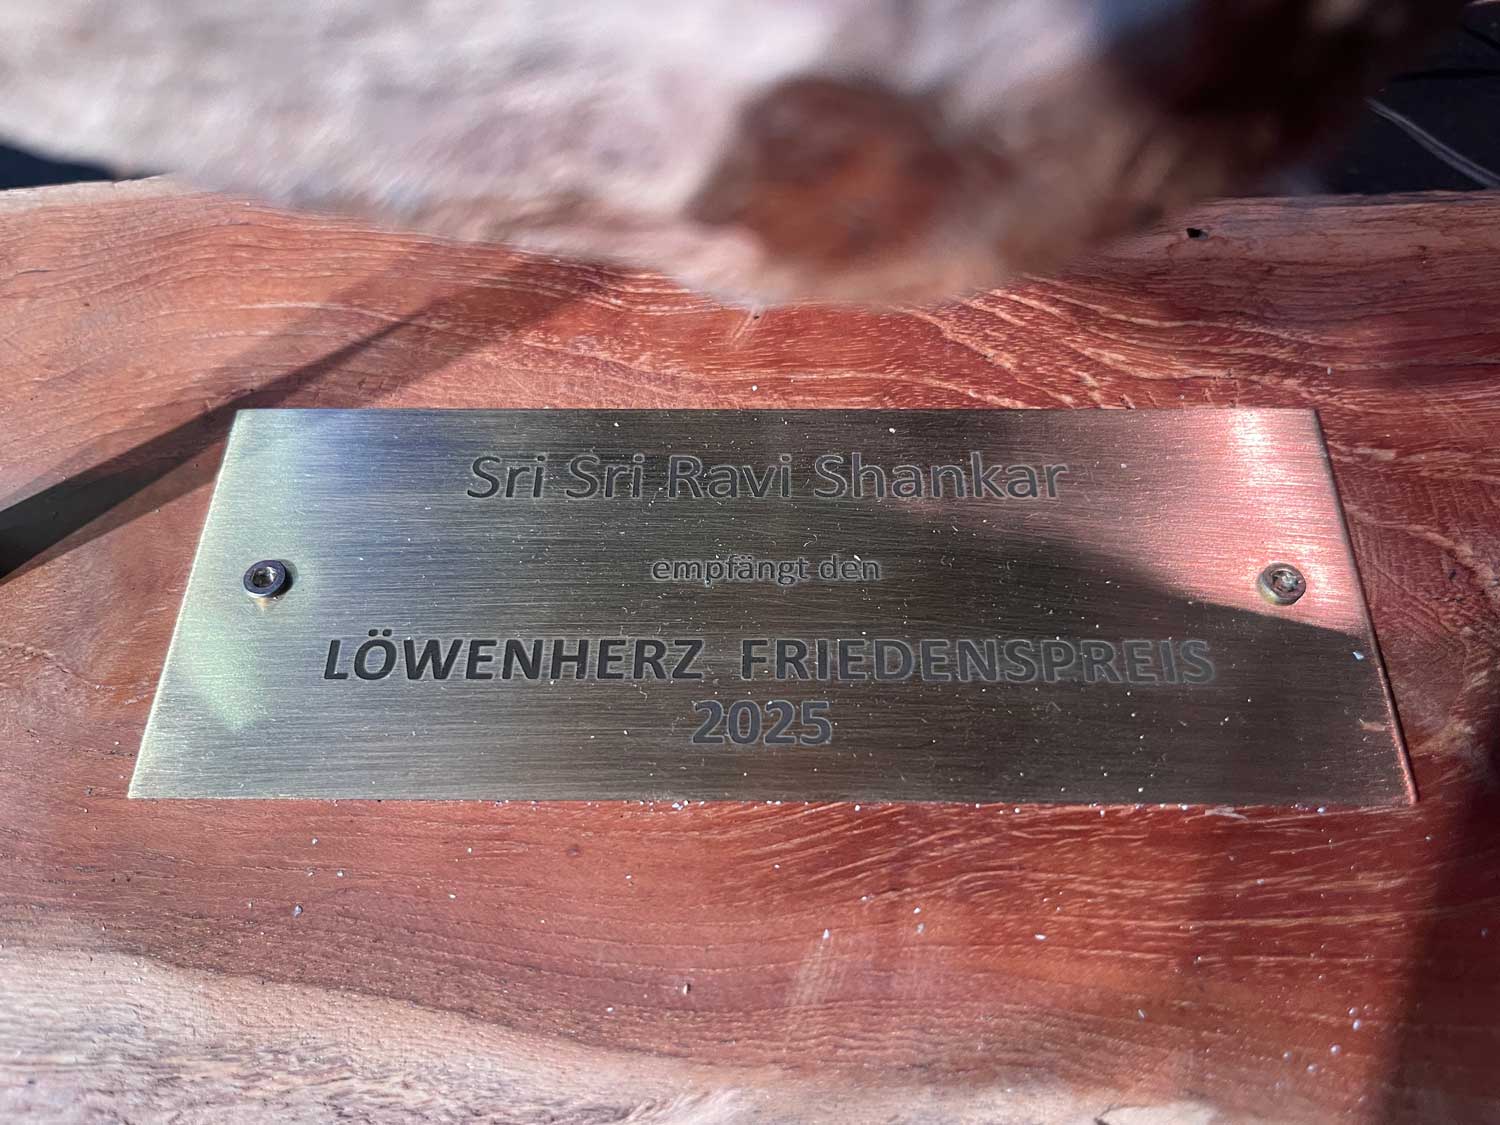 Sri Sri Ravi Shankar
empfängt den
LÖWENHERZ FRIEDENSPREIS
2025